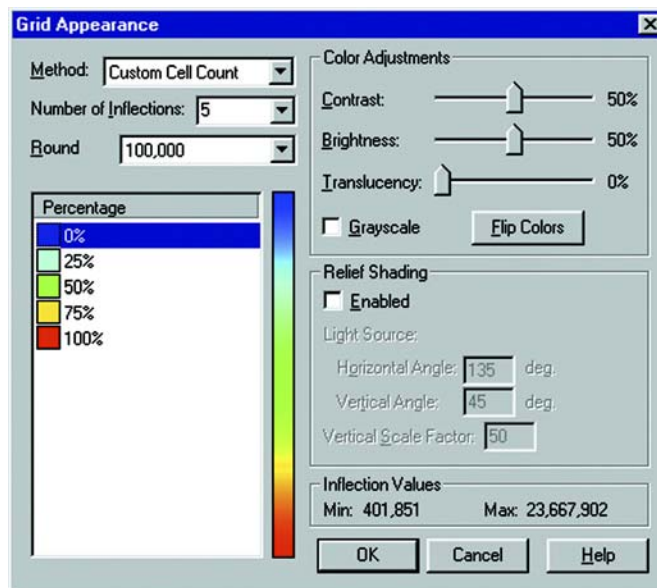 Grid Appearance
Method: Custom Cell Count
Number of Inflections: 5
Round 100,000
Percentage
0%
25%
50%
75%
100%
Color Adjustments
Contrast: 50%
Brightness: 50%
Translucency: 0%
Grayscale
Flip Colors
Relief Shading
Enabled
Light Source:
Horizontal Angle: 135 deg.
Vertical Angle: 45 deg.
Vertical Scale Factor: 50
Inflection Values
Min: 401,851 Max: 23,667,902
OK Cancel Help